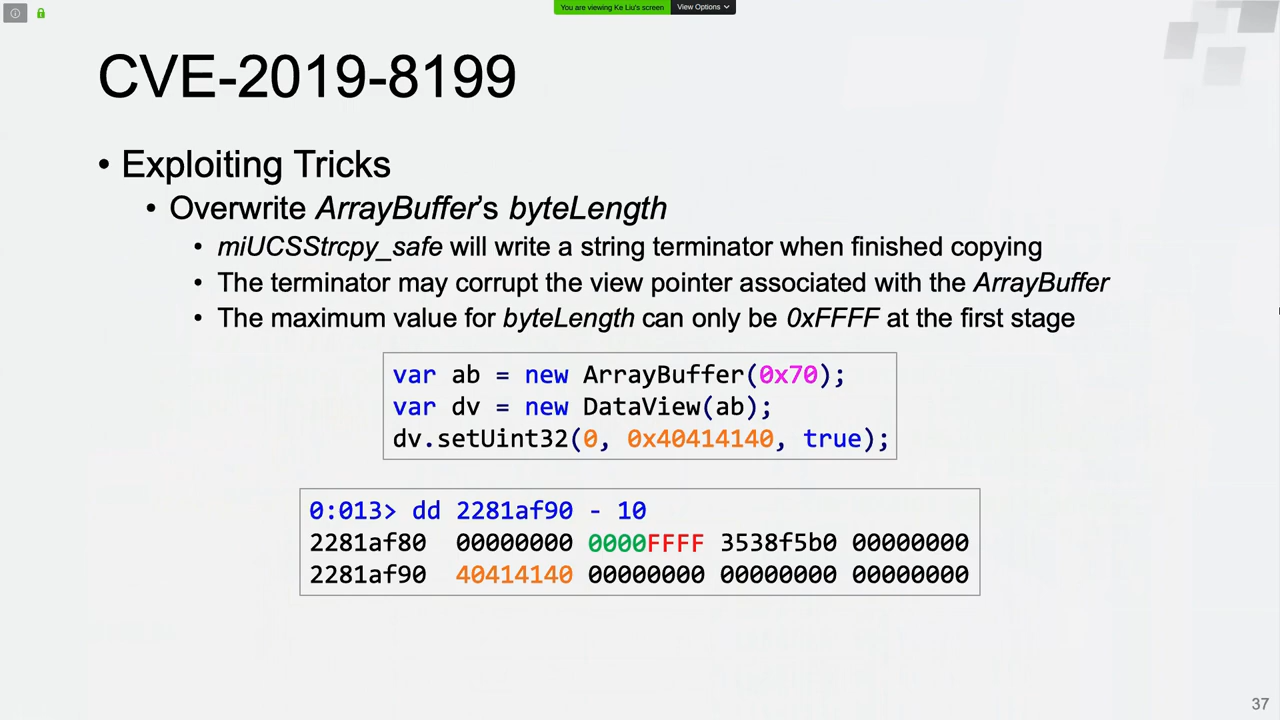 You are viewing Ke Liu's screen View Options
CVE-2019-8199
• Exploiting Tricks
• Overwrite ArrayBuffer's byteLength
• miUCSStrcpy_safe will write a string terminator when finished copying
• The terminator may corrupt the view pointer associated with the ArrayBuffer
• The maximum value for byteLength can only be 0xFFFF at the first stage
var ab = new ArrayBuffer(0x70);
var dv = new DataView(ab);
dv.setUint32(0, 0x40414140, true);
0:013> dd 2281af90 - 10
2281af80 00000000 0000FFFF 3538f5b0 00000000
2281af90 40414140 00000000 00000000 00000000
37